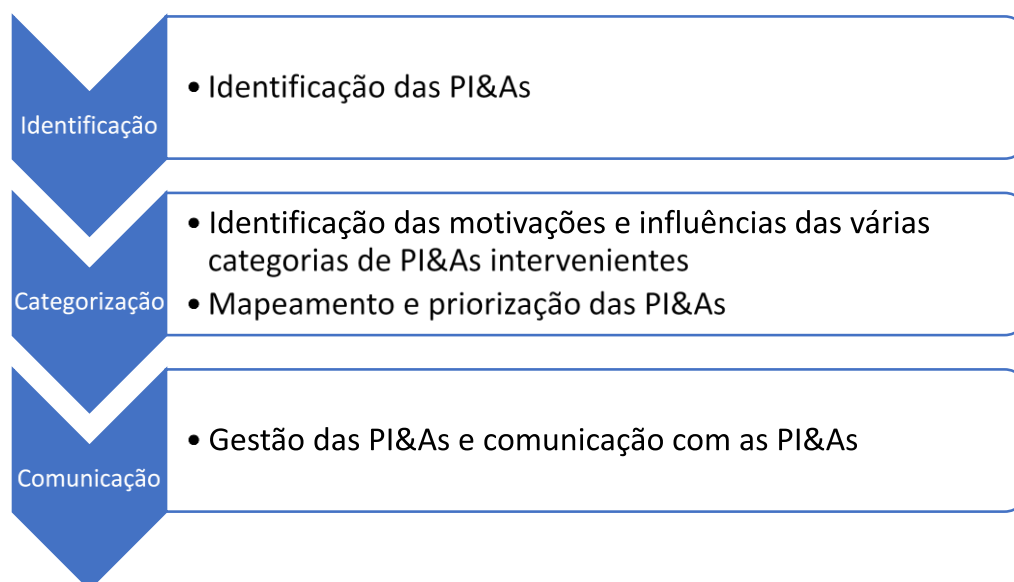 Identificação
• Identificação das PI&As
Categorização
• Identificação das motivações e influências das várias
categorias de PI&As intervenientes
• Mapeamento e priorização das PI&As
Comunicação
• Gestão das PI&As e comunicação com as PI&As